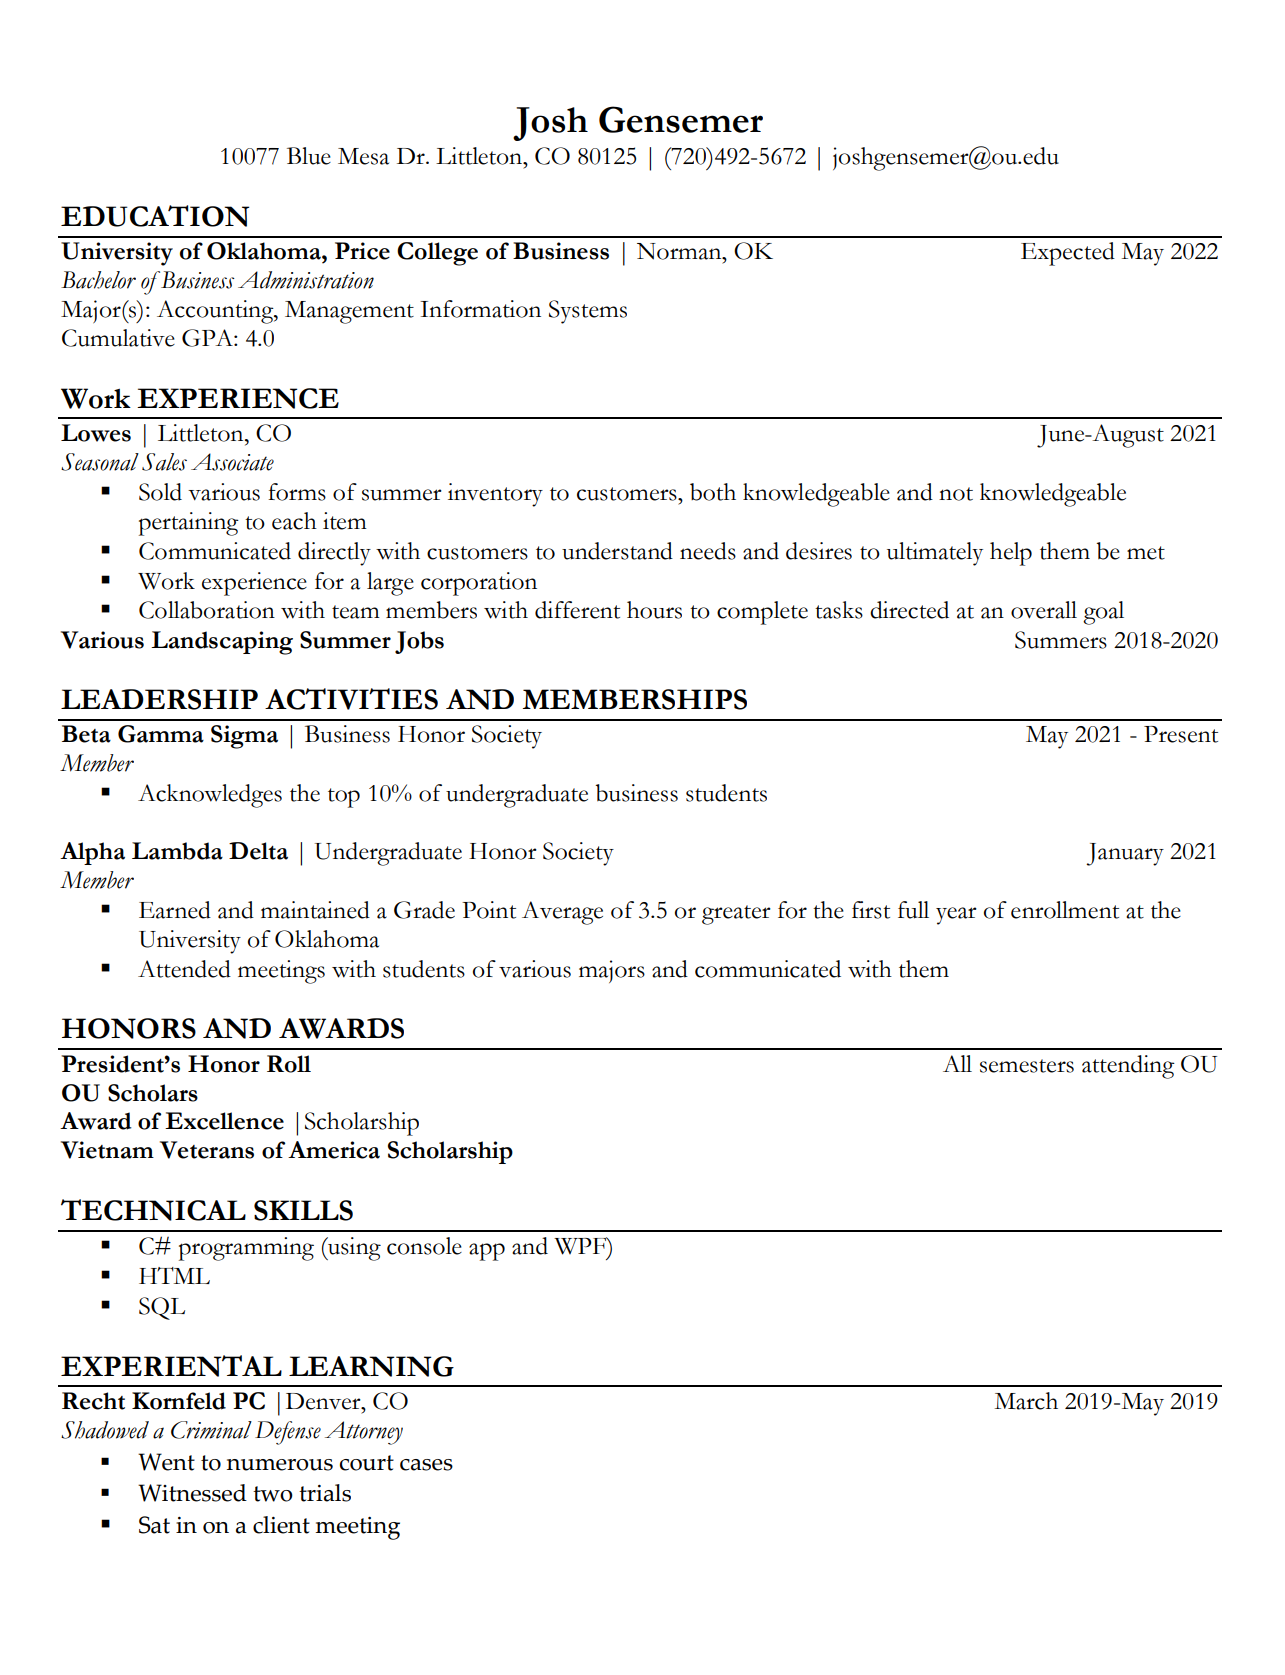 Josh Gensemer
10077 Blue Mesa Dr. Littleton, CO 80125 | (720)492-5672 | joshgensemer@ou.edu
EDUCATION
University of Oklahoma, Price College of Business | Norman, OK Expected May 2022
Bachelor of Business Administration
Major(s): Accounting, Management Information Systems
Cumulative GPA: 4.0
Work EXPERIENCE
Lowes | Littleton, CO June-August 2021
Seasonal Sales Associate
▪ Sold various forms of summer inventory to customers, both knowledgeable and not knowledgeable
pertaining to each item
▪ Communicated directly with customers to understand needs and desires to ultimately help them be met
▪ Work experience for a large corporation
▪ Collaboration with team members with different hours to complete tasks directed at an overall goal
Various Landscaping Summer Jobs Summers 2018-2020
LEADERSHIP ACTIVITIES AND MEMBERSHIPS
Beta Gamma Sigma | Business Honor Society May 2021 - Present
Member
▪ Acknowledges the top 10% of undergraduate business students
Alpha Lambda Delta | Undergraduate Honor Society January 2021
Member
▪ Earned and maintained a Grade Point Average of 3.5 or greater for the first full year of enrollment at the
University of Oklahoma
▪ Attended meetings with students of various majors and communicated with them
HONORS AND AWARDS
President’s Honor Roll All semesters attending OU
OU Scholars
Award of Excellence |Scholarship
Vietnam Veterans of America Scholarship
TECHNICAL SKILLS
▪ C# programming (using console app and WPF)
▪ HTML
▪ SQL
EXPERIENTAL LEARNING
Recht Kornfeld PC |Denver, CO March 2019-May 2019
Shadowed a Criminal Defense Attorney
▪ Went to numerous court cases
▪ Witnessed two trials
▪ Sat in on a client meeting